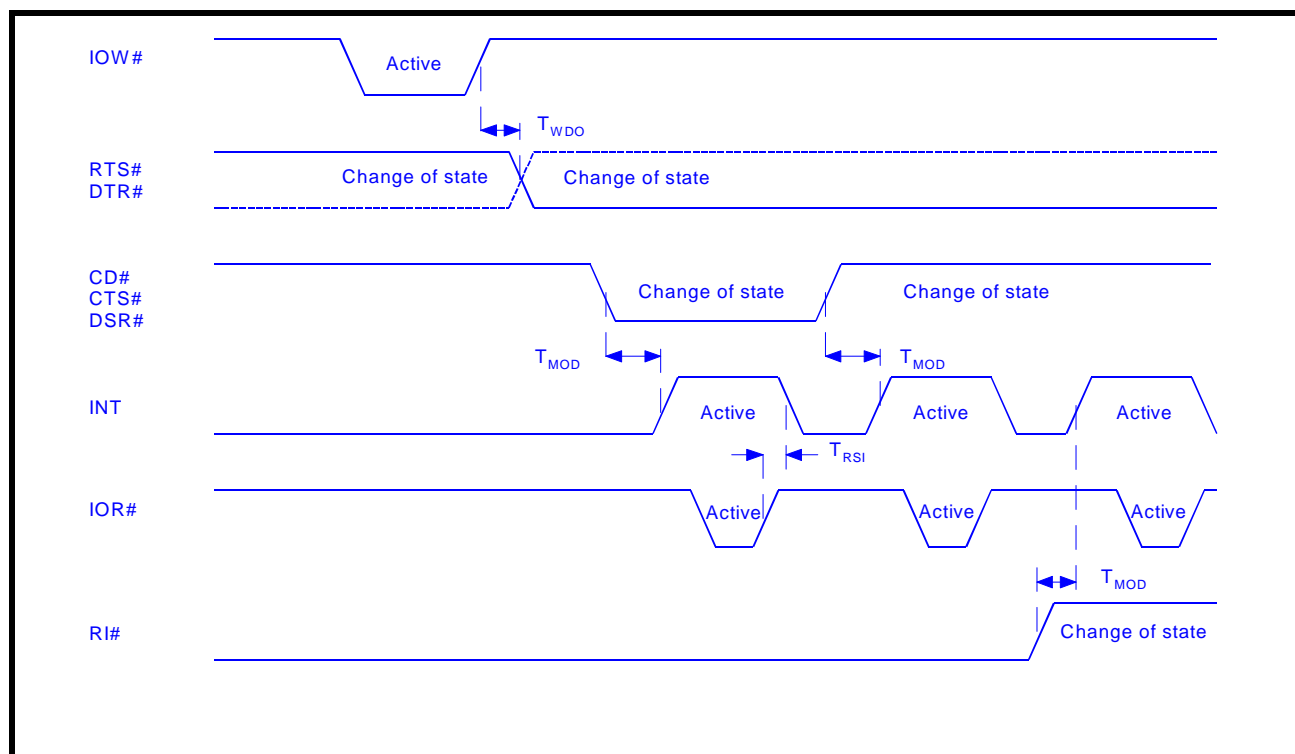 IOW#
Active
TWDO
RTS#
DTR#
Change of state
Change of state
CD#
CTS#
DSR#
Change of state
Change of state
TMOD
TMOD
INT
Active
Active
Active
TRSI
IOR#
Active
Active
Active
TMOD
RI#
Change of state